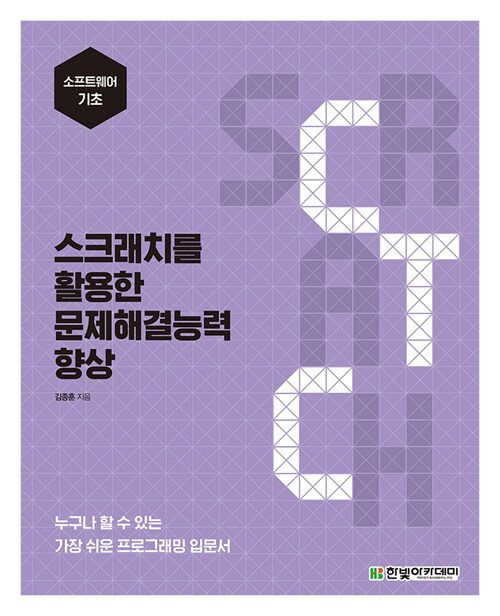 소프트웨어
기초
SCR
AT
CH
스크래치를
활용한
문제해결능력
향상
김종훈 지음
누구나 할 수 있는
가장 쉬운 프로그래밍 입문서
한빛아카데미